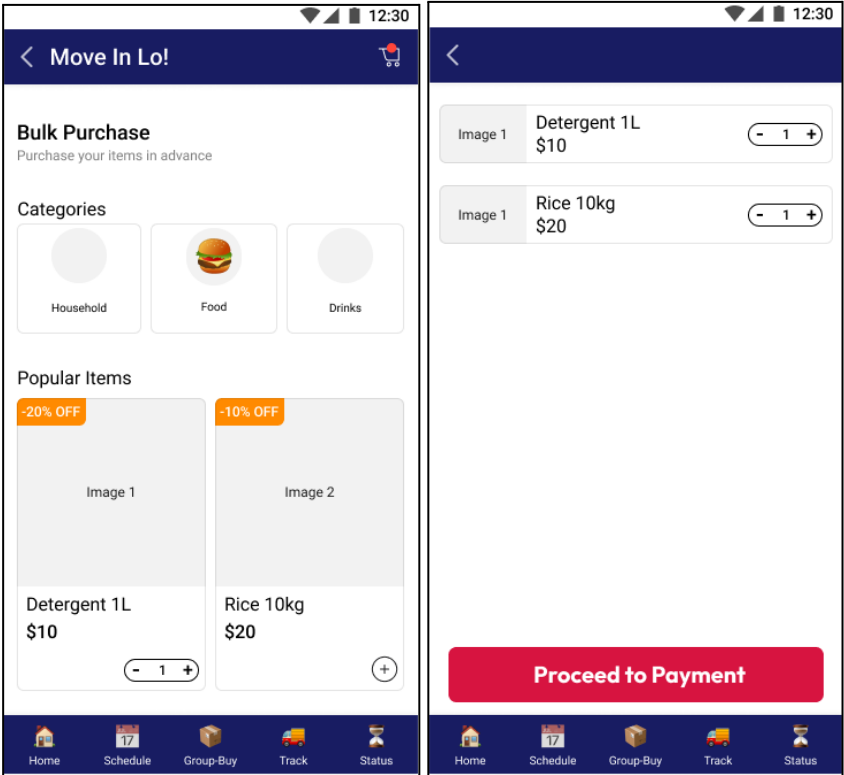 12:30
Move In Lo!
Bulk Purchase
Purchase your items in advance
Categories
Household
Food
Drinks
Popular Items
-20% OFF
-10% OFF
Image 1
Image 2
Detergent 1L
$10
- 1 +
Rice 10kg
$20
+
Home
17
Schedule
Group-Buy
Track
Status
12:30
Image 1
Detergent 1L
$10
- 1 +
Image 1
Rice 10kg
$20
- 1 +
Proceed to Payment
Home
17
Schedule
Group-Buy
Track
Status